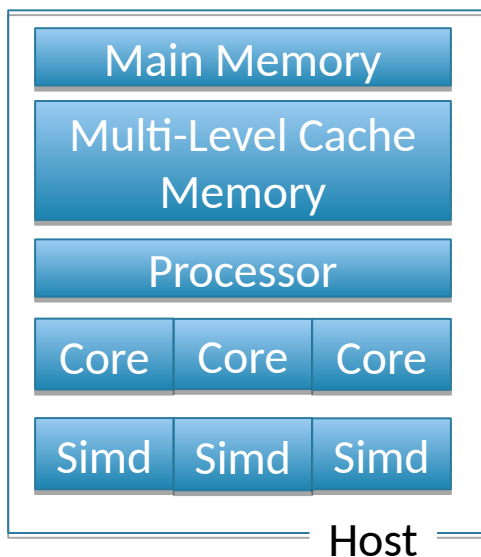 Main Memory
Multi-Level Cache
Memory
Processor
Core Core Core
Simd Simd Simd
Host